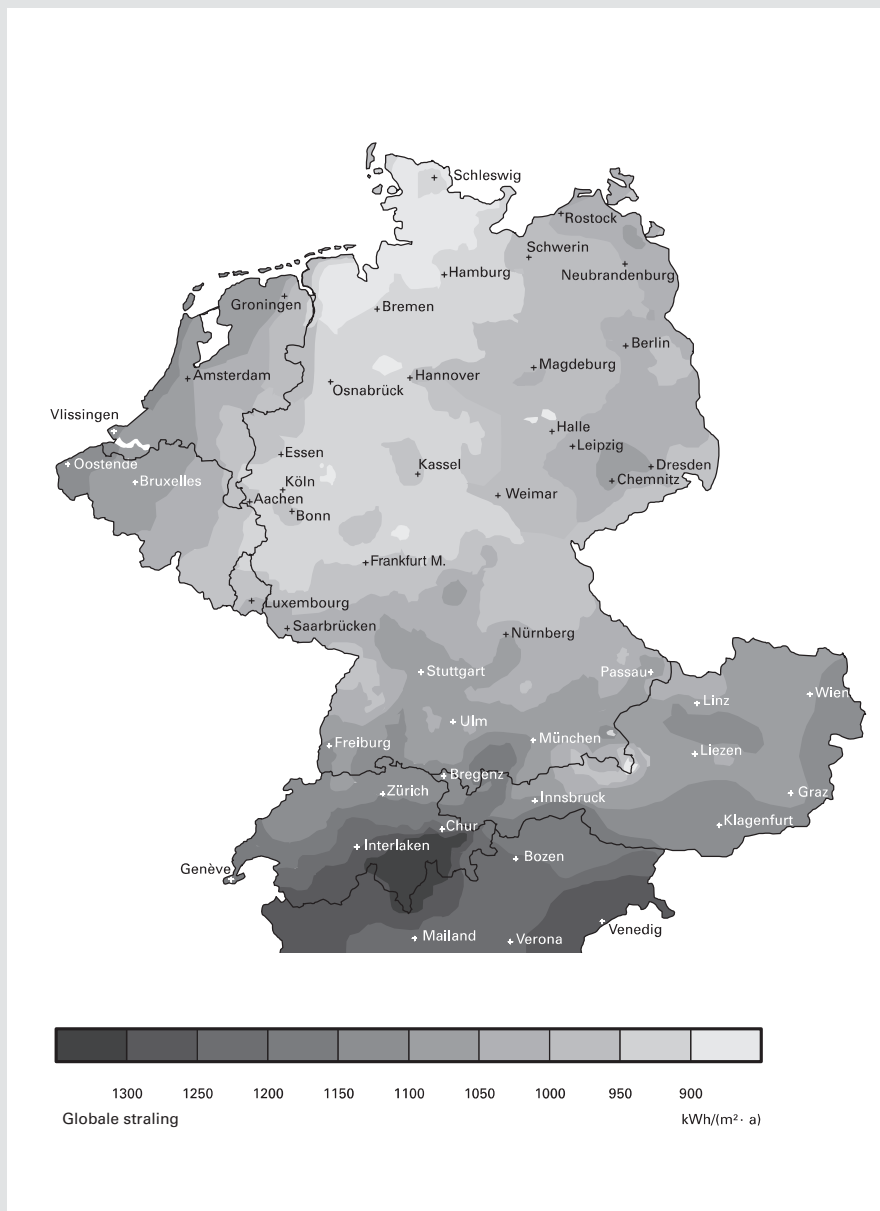 Schleswig
Rostock
Schwerin
Hamburg
Neubrandenburg
Groningen
Bremen
Berlin
Magdeburg
Amsterdam
Hannover
Osnabrück
Vlissingen
Halle
Leipzig
Essen
Oostende
Kassel
Dresden
Bruxelles
Köln
Chemnitz
Aachen
Weimar
Bonn
Frankfurt M.
Luxembourg
Saarbrücken
Nürnberg
Stuttgart
Passau
Linz
Wien
Ulm
Freiburg
München
Liezen
Bregenz
Zürich
Innsbruck
Graz
Chur
Klagenfurt
Interlaken
Bozen
Genève
Venedig
Mailand
Verona
1300 1250 1200 1150 1100 1050 1000 950 900
Globale straling kWh/(m²· a)